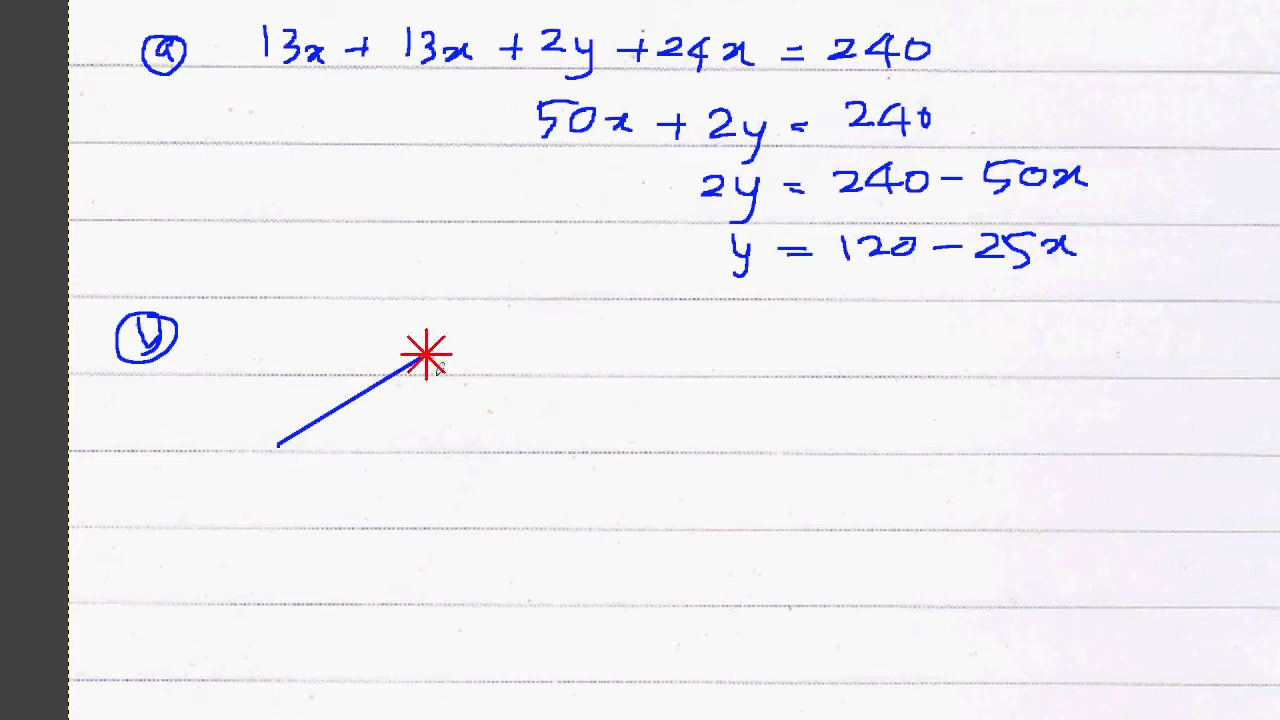 (a) 13x + 13x + 2y + 24x = 240
50x + 2y = 240
2y = 240 - 50x
y = 120 - 25x
(b)